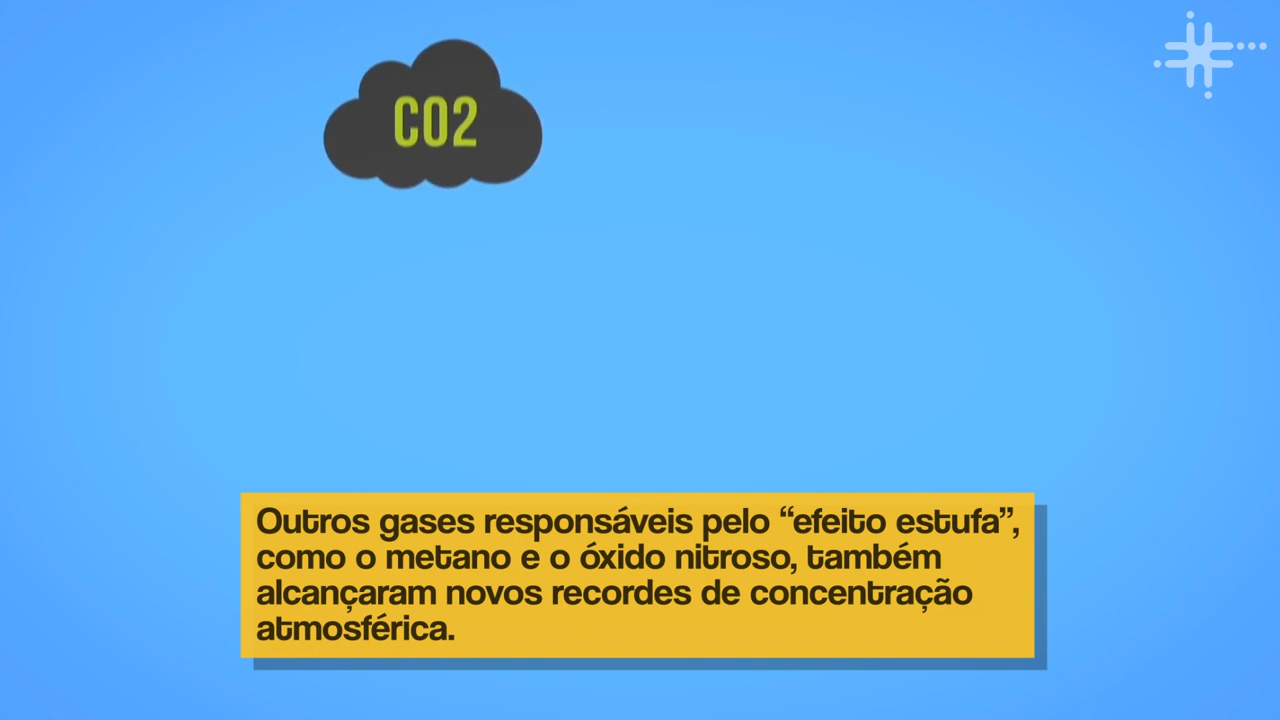 CO2
Outros gases responsáveis pelo “efeito estufa”,
como o metano e o óxido nitroso, também
alcançaram novos recordes de concentração
atmosférica.